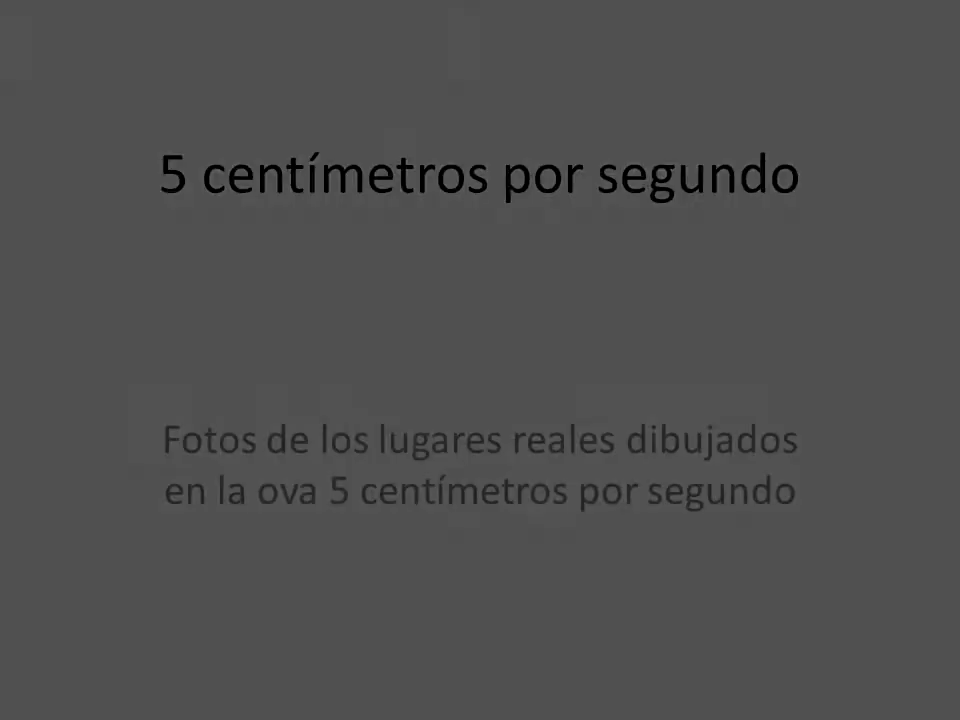 5 centímetros por segundo
Fotos de los lugares reales dibujados
en la ova 5 centímetros por segundo